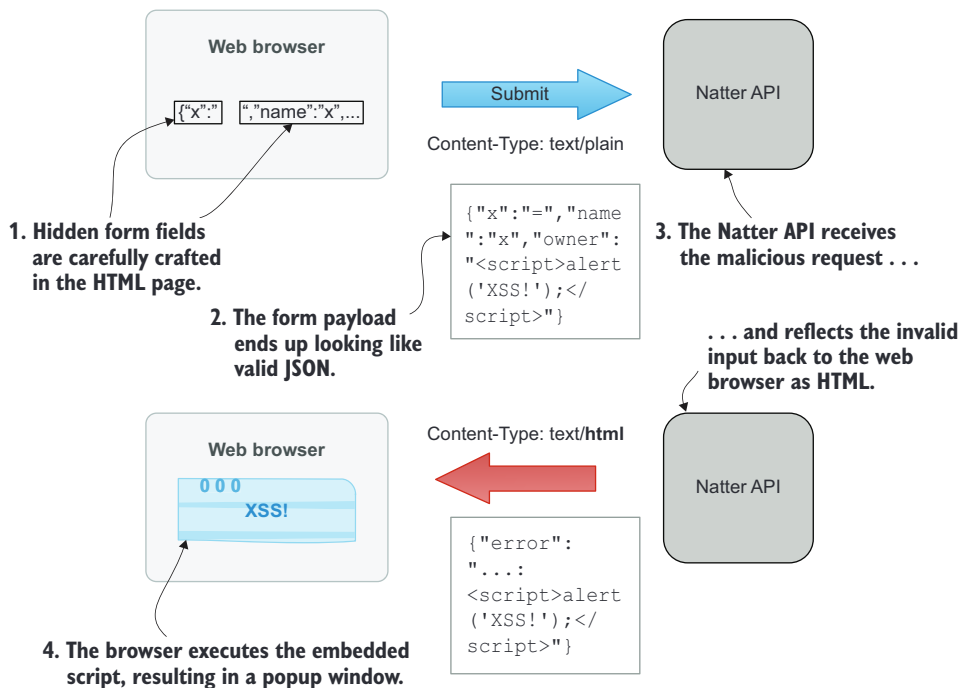 Web browser
{“x”:”
“,”name”:”x”,...
Submit
Content-Type: text/plain
Natter API
1. Hidden form fields
are carefully crafted
in the HTML page.
{"x":"=","name
":"x","owner":
"<script>alert
('XSS!');</
script>"}
2. The form payload
ends up looking like
valid JSON.
3. The Natter API receives
the malicious request . . .
. . . and reflects the invalid
input back to the web
browser as HTML.
Web browser
0 0 0
XSS!
Content-Type: text/html
Natter API
{"error":
"...:
<script>alert
('XSS!');</
script>"}
4. The browser executes the embedded
script, resulting in a popup window.